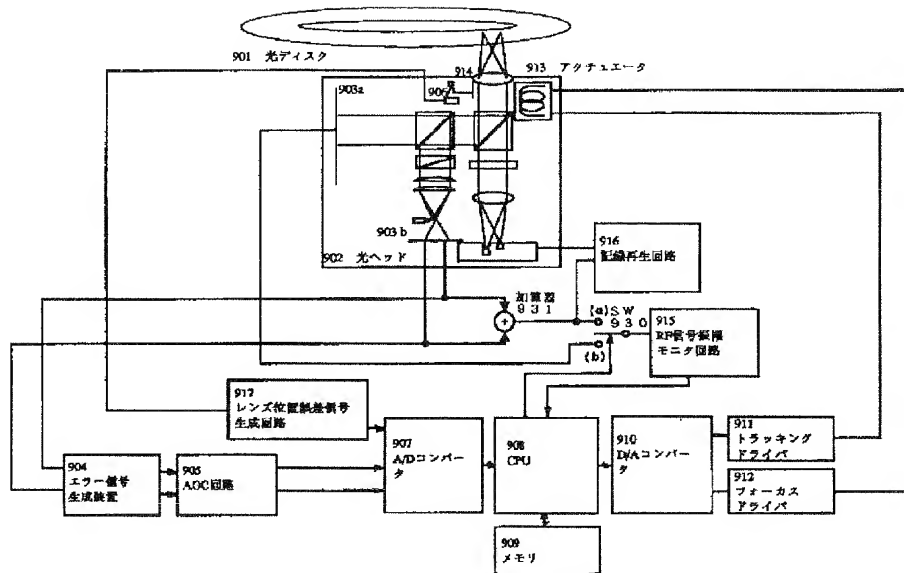 901 光ディスク
914
913 アクチュエータ
906
903a
903b
902 光ヘッド
916
記録再生回路
加算器
931
(a) SW
930
(b)
915
RF信号振幅
モニタ回路
917
レンズ位置誤差信号
生成回路
907
A/Dコンバータ
908
CPU
910
D/Aコンバータ
911
トラッキング
ドライバ
904
エラー信号
生成装置
905
AGC回路
912
フォーカス
ドライバ
909
メモリ